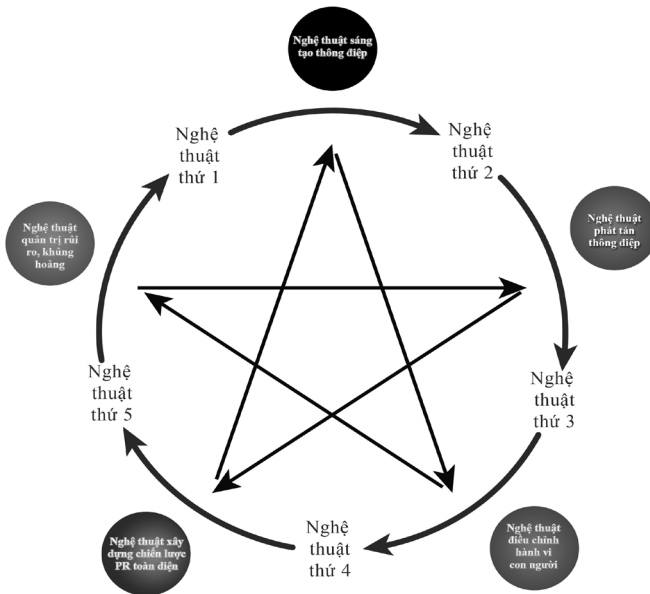 Nghệ thuật sáng
tạo thông điệp
Nghệ
thuật
thứ 1
Nghệ
thuật
thứ 2
Nghệ thuật
quản trị rủi
ro, khủng
hoảng
Nghệ thuật
phát tán
thông điệp
Nghệ
thuật
thứ 5
Nghệ
thuật
thứ 3
Nghệ thuật xây
dựng chiến lược
PR toàn diện
Nghệ
thuật
thứ 4
Nghệ thuật
điều chỉnh
hành vi
con người